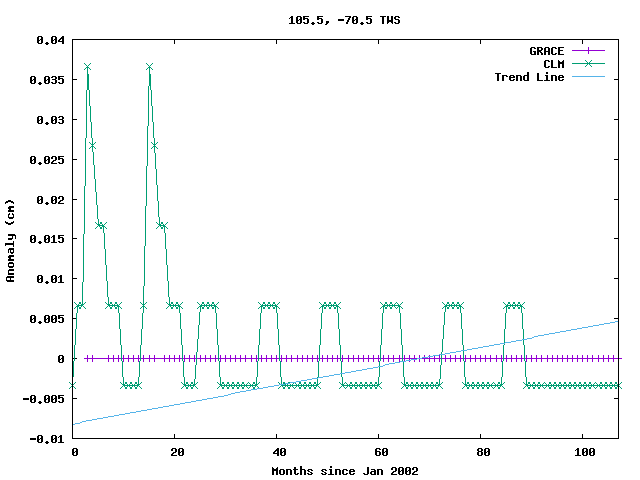 105.5, -70.5 TWS
GRACE
CLM
Trend Line
0.04
0.035
0.03
0.025
0.02
0.015
0.01
0.005
0
-0.005
-0.01
Anomaly (cm)
0 20 40 60 80 100
Months since Jan 2002